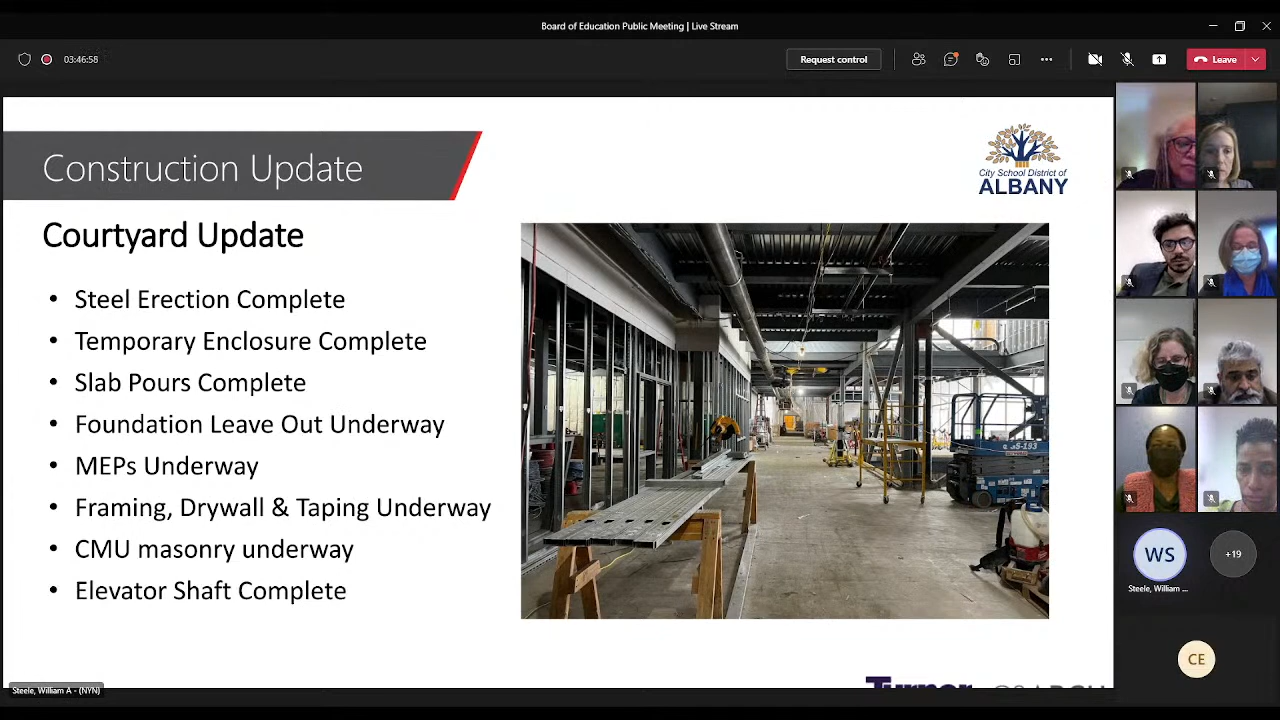 Board of Education Public Meeting | Live Stream
03:46:58
Request control
Leave
Construction Update
City School District of
ALBANY
Courtyard Update
• Steel Erection Complete
• Temporary Enclosure Complete
• Slab Pours Complete
• Foundation Leave Out Underway
• MEPs Underway
• Framing, Drywall & Taping Underway
• CMU masonry underway
• Elevator Shaft Complete
WS
+19
Steele, William ...
CE
Steele, William A - (NYN)
Turner